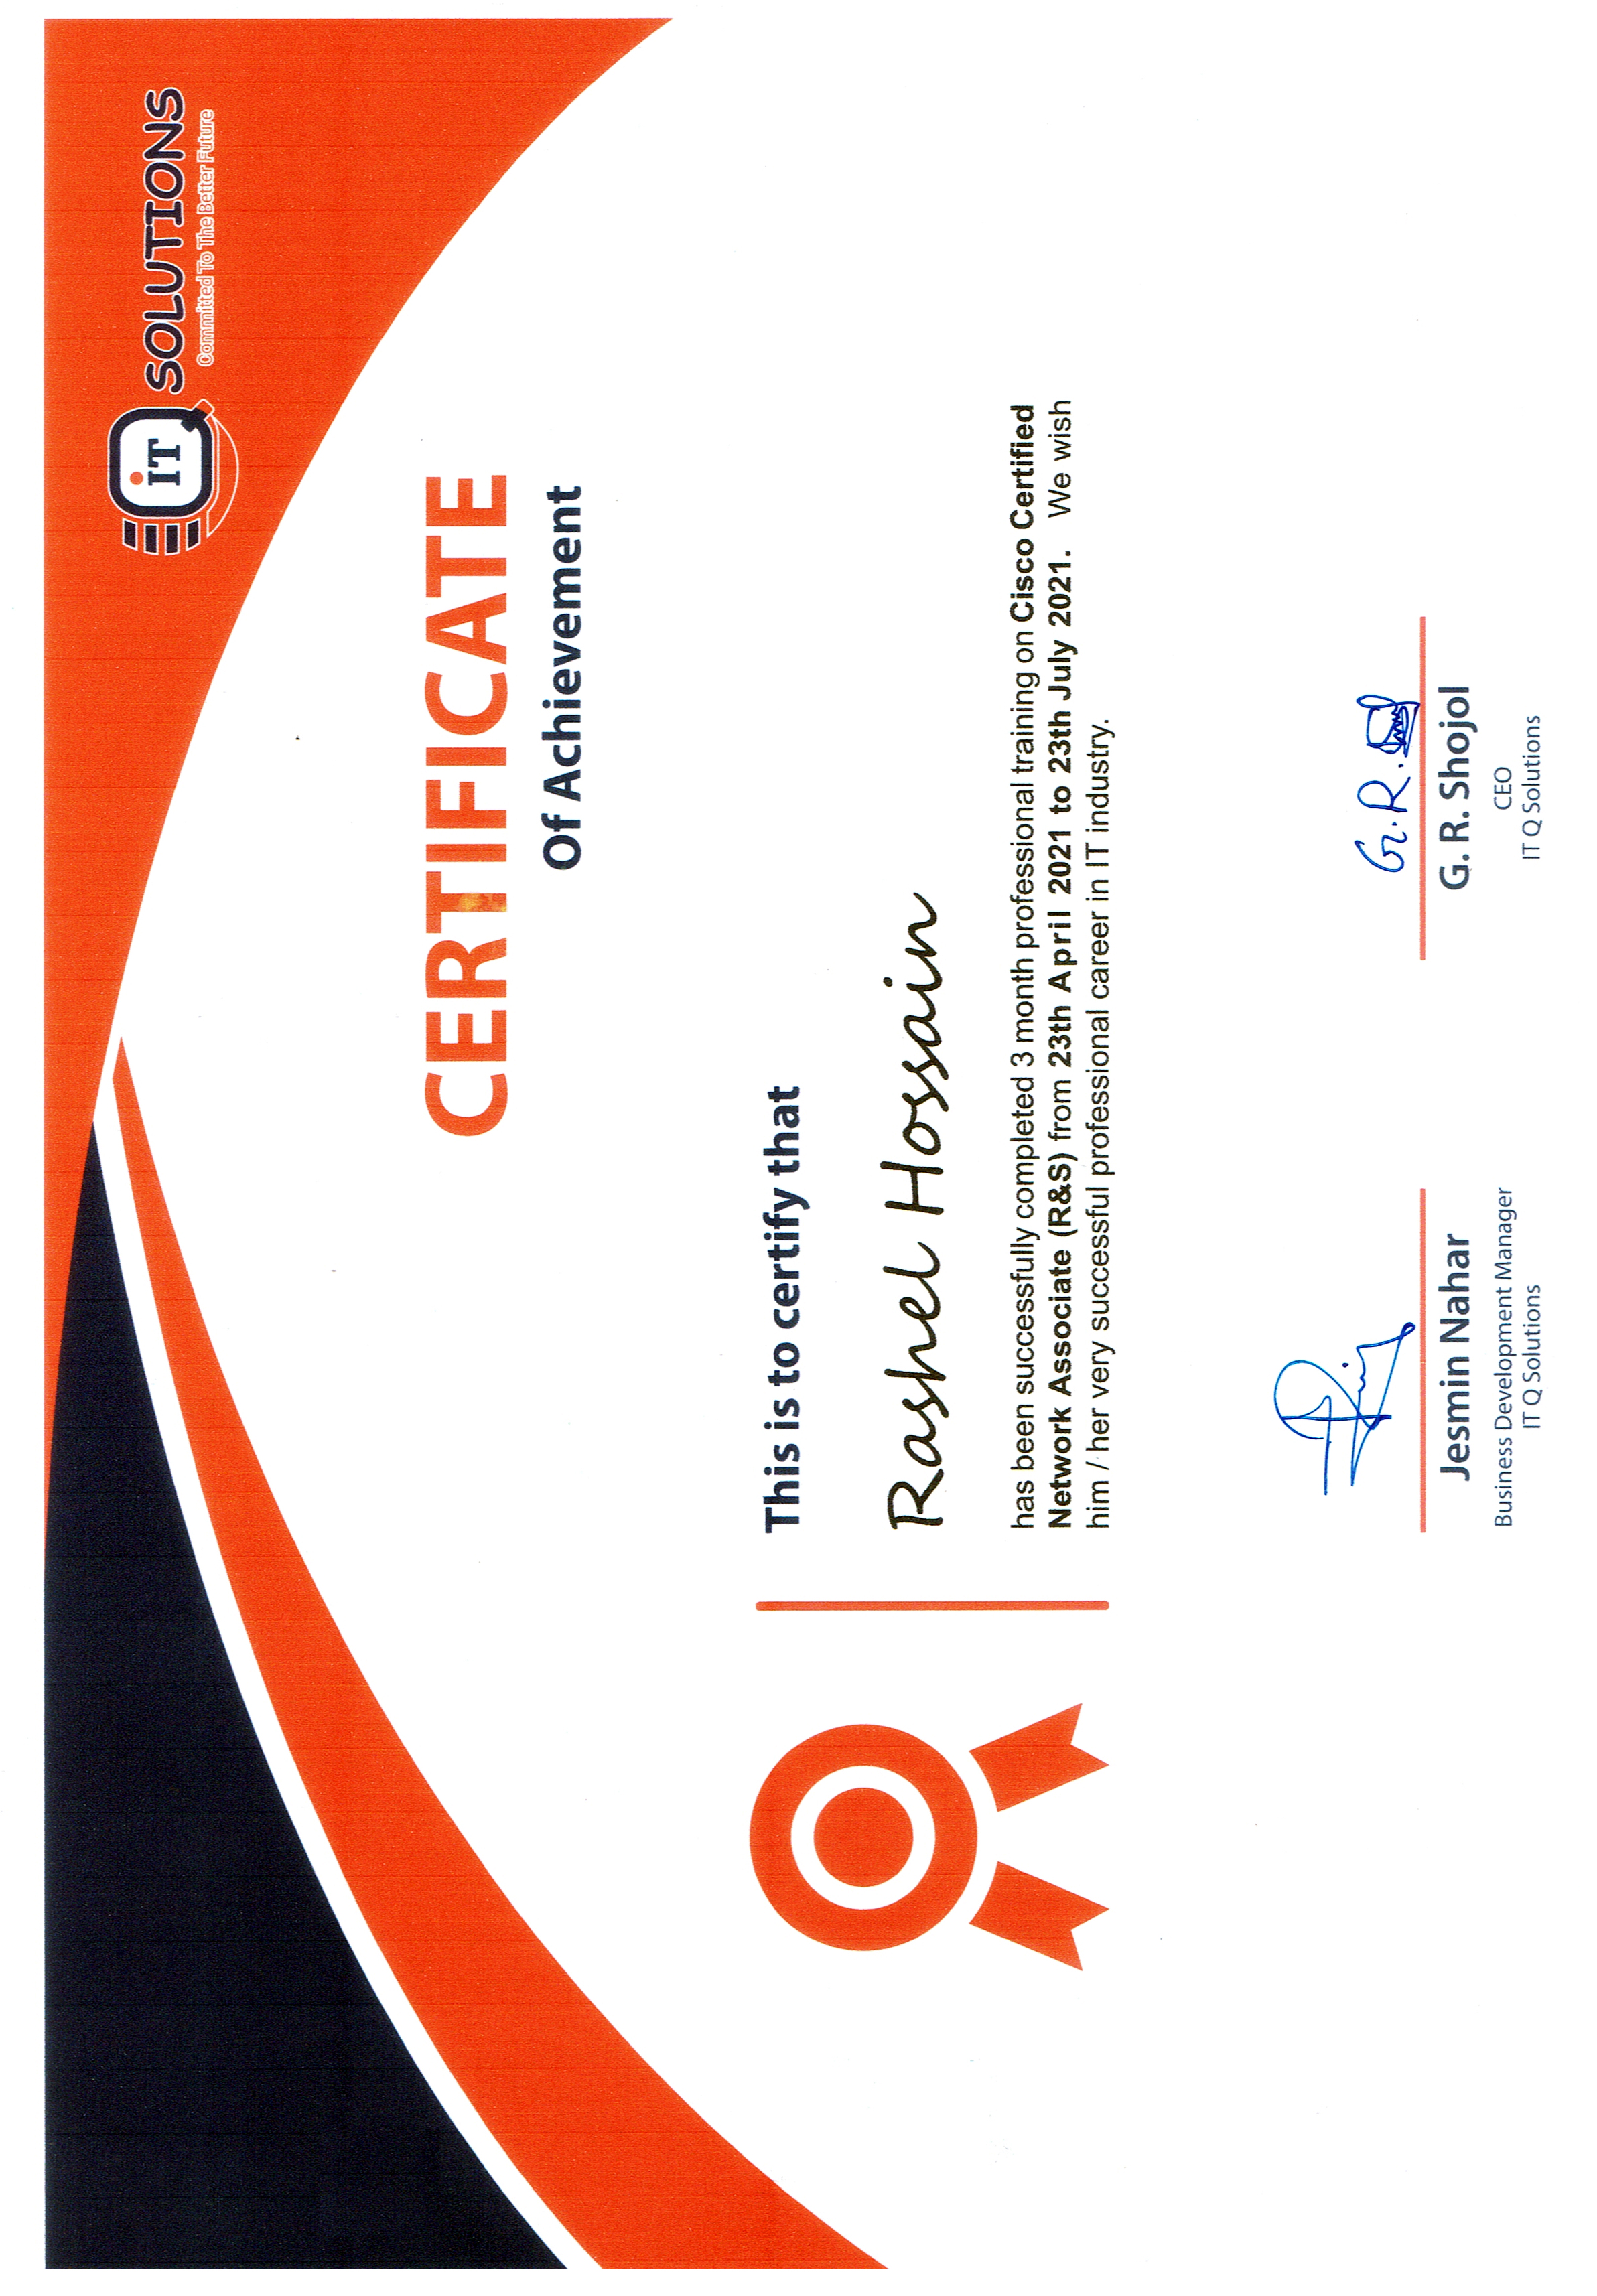 iT Q SOLUTIONS
Committed To The Better Future
CERTIFICATE
Of Achievement
This is to certify that
Rashel Hossain
has been successfully completed 3 month professional training on Cisco Certified
Network Associate (R&S) from 23th April 2021 to 23th July 2021. We wish
him / her very successful professional career in IT industry.
G.R.
Jesmin Nahar
Business Development Manager
IT Q Solutions
G. R. Shojol
CEO
IT Q Solutions